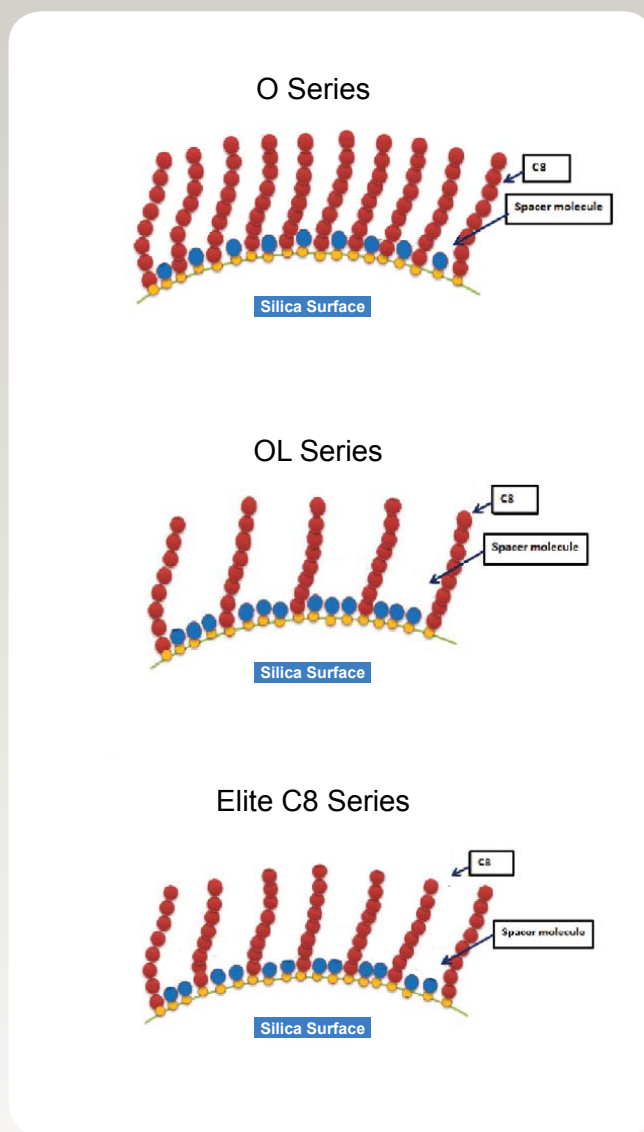 O Series
C8
Spacer molecule
Silica Surface
OL Series
C8
Spacer molecule
Silica Surface
Elite C8 Series
C8
Spacer molecule
Silica Surface